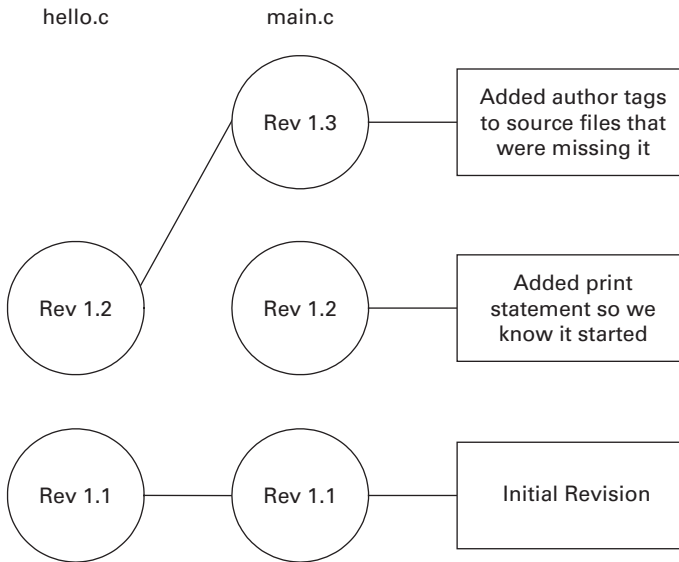 hello.c
main.c
Rev 1.3
Added author tags
to source files that
were missing it
Rev 1.2
Rev 1.2
Added print
statement so we
know it started
Rev 1.1
Rev 1.1
Initial Revision